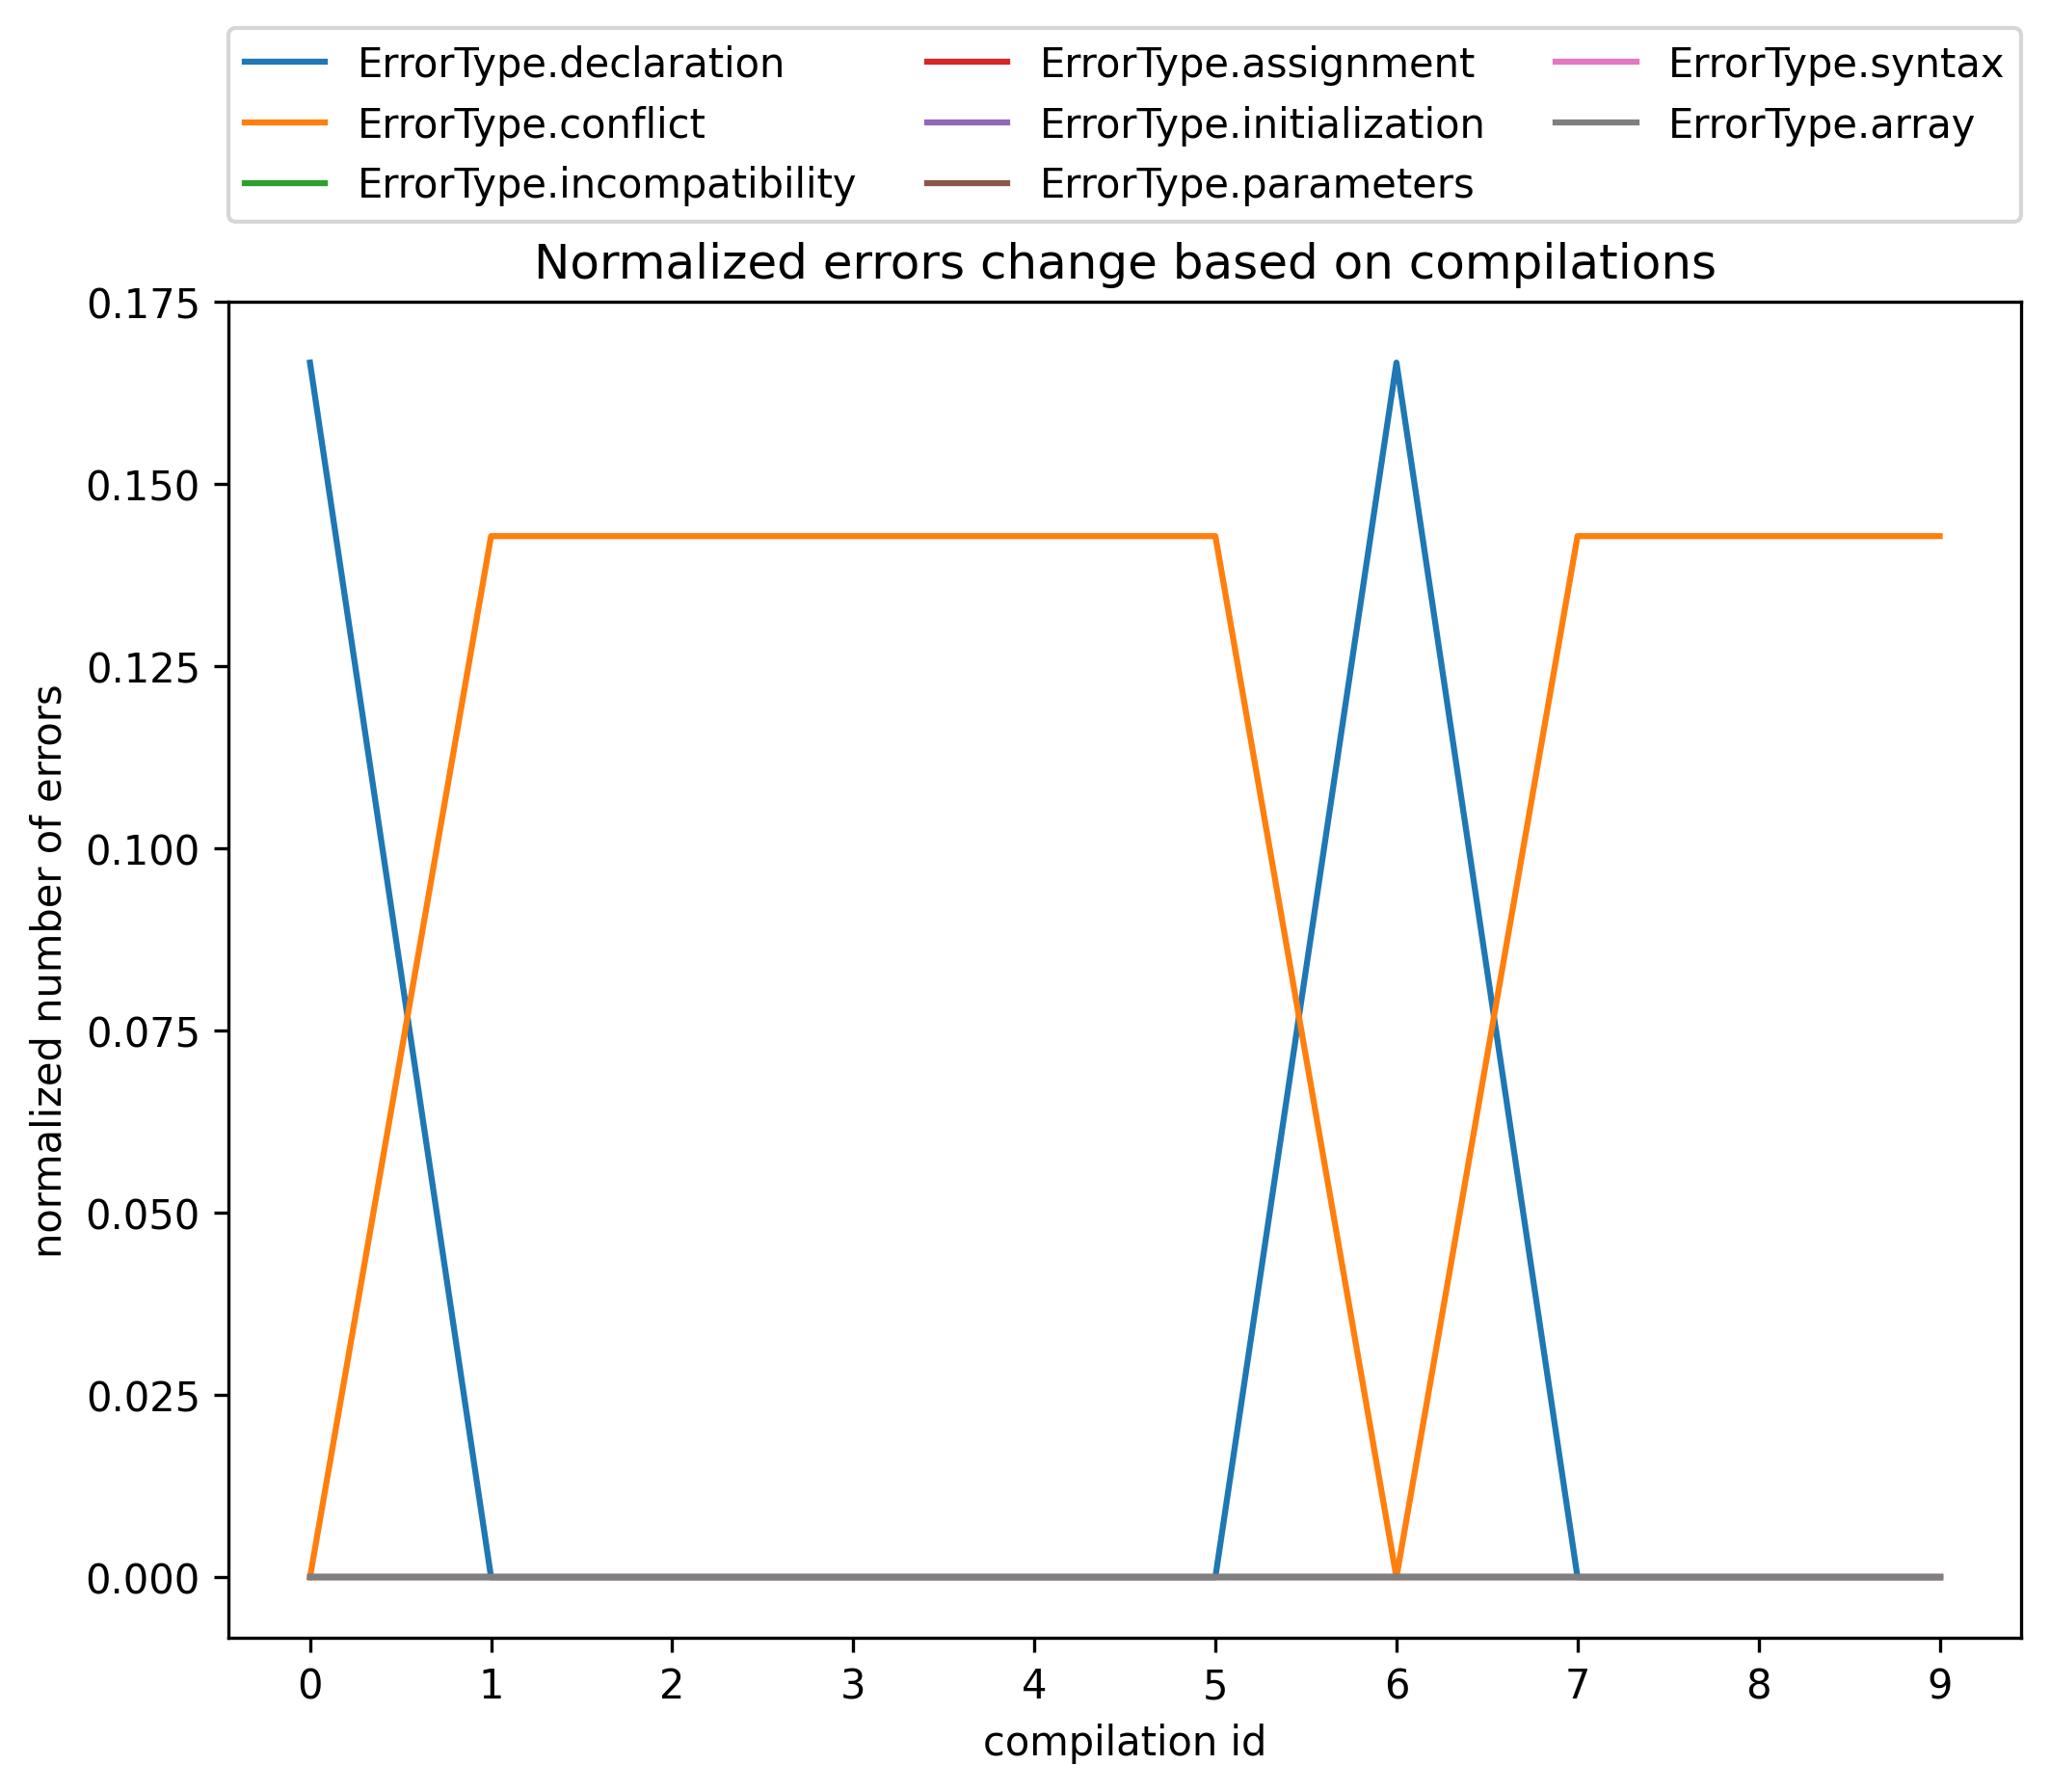 ErrorType.declaration
ErrorType.conflict
ErrorType.incompatibility
ErrorType.assignment
ErrorType.initialization
ErrorType.parameters
ErrorType.syntax
ErrorType.array
Normalized errors change based on compilations
normalized number of errors
0.175
0.150
0.125
0.100
0.075
0.050
0.025
0.000
0 1 2 3 4 5 6 7 8 9
compilation id